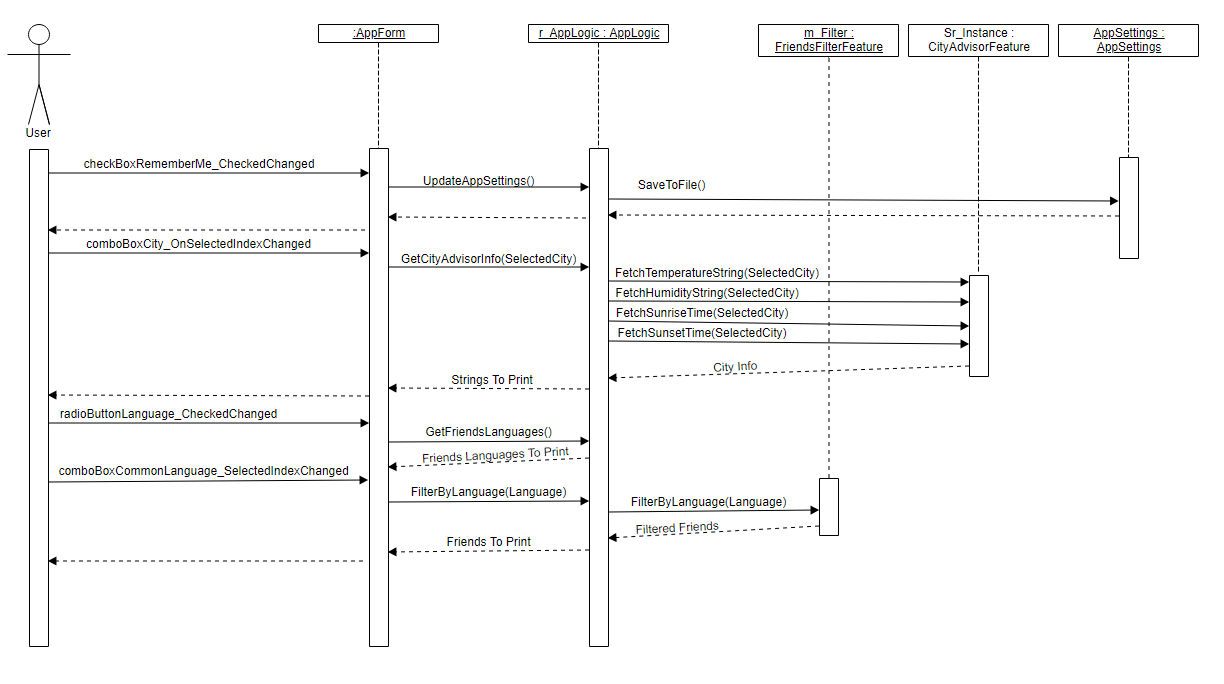 :AppForm
r_AppLogic : AppLogic
m_Filter :
FriendsFilterFeature
Sr_Instance :
CityAdvisorFeature
AppSettings :
AppSettings
User
checkBoxRememberMe_CheckedChanged
UpdateAppSettings()
SaveToFile()
comboBoxCity_OnSelectedIndexChanged
GetCityAdvisorInfo(SelectedCity)
FetchTemperatureString(SelectedCity)
FetchHumidityString(SelectedCity)
FetchSunriseTime(SelectedCity)
FetchSunsetTime(SelectedCity)
City Info
Strings To Print
radioButtonLanguage_CheckedChanged
GetFriendsLanguages()
Friends Languages To Print
comboBoxCommonLanguage_SelectedIndexChanged
FilterByLanguage(Language)
FilterByLanguage(Language)
Filtered Friends
Friends To Print